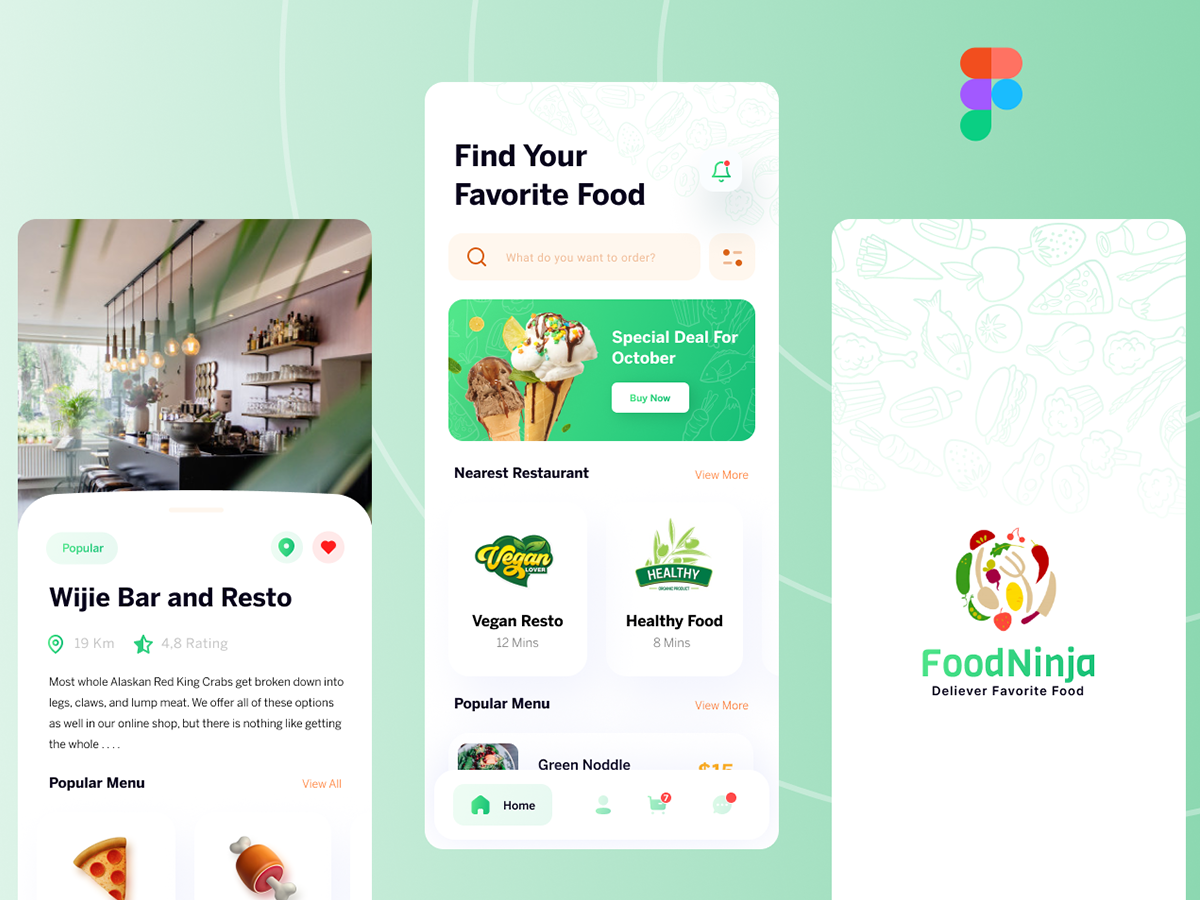 Popular
Wijie Bar and Resto
19 Km
4,8 Rating
Most whole Alaskan Red King Crabs get broken down into
legs, claws, and lump meat. We offer all of these options
as well in our online shop, but there is nothing like getting
the whole . . . .
Popular Menu
View All
Find Your
Favorite Food
What do you want to order?
Special Deal For
October
Buy Now
Nearest Restaurant
View More
Vegan
LOVER
Vegan Resto
12 Mins
HEALTHY
ORGANIC PRODUCT
Healthy Food
8 Mins
Popular Menu
View More
Green Noddle
$15
Home
7
FoodNinja
Deliever Favorite Food